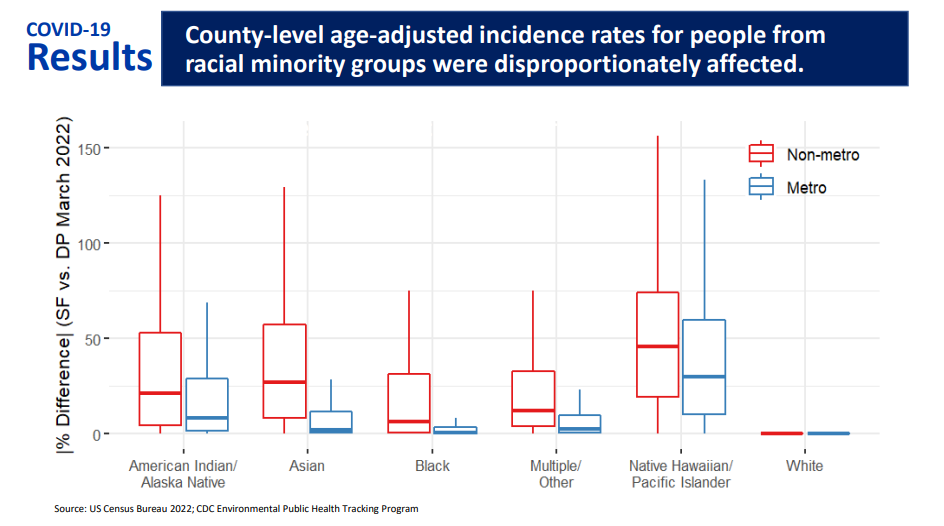 COVID-19
Results
County-level age-adjusted incidence rates for people from
racial minority groups were disproportionately affected.
|% Difference| (SF vs. DP March 2022)
150
100
50
0
Non-metro
Metro
American Indian/
Alaska Native
Asian
Black
Multiple/
Other
Native Hawaiian/
Pacific Islander
White
Source: US Census Bureau 2022; CDC Environmental Public Health Tracking Program